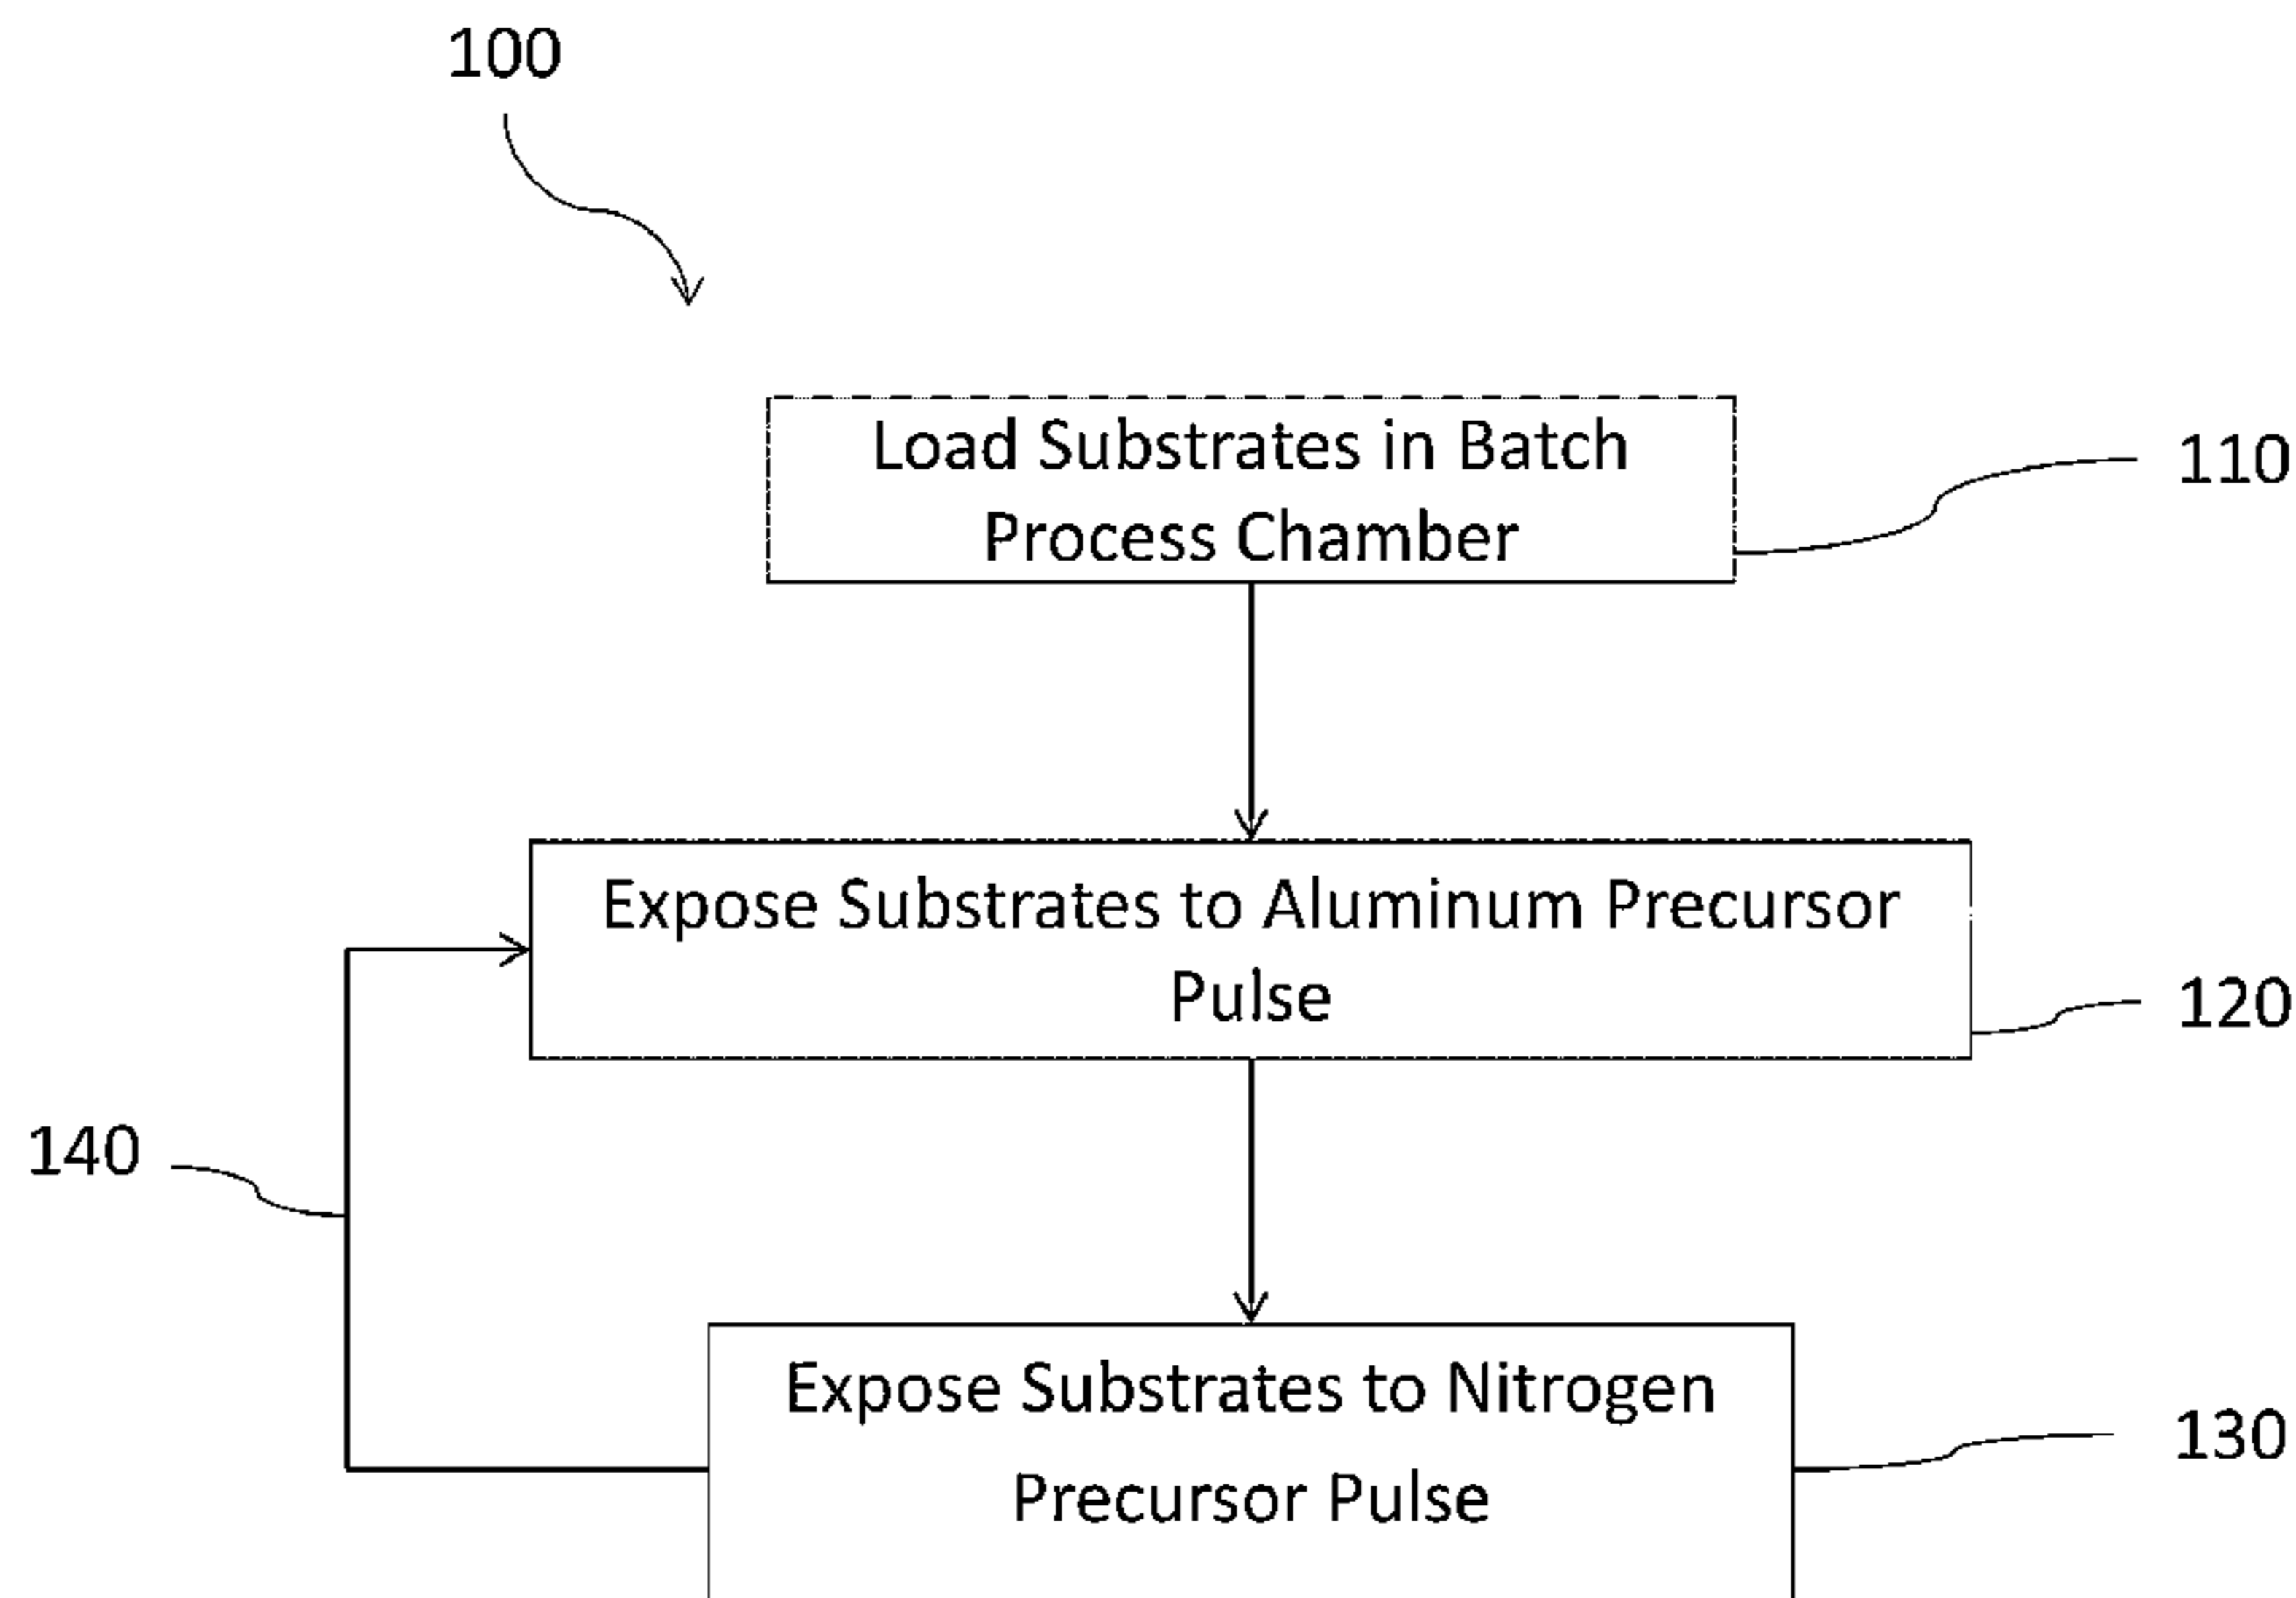 100
Load Substrates in Batch
Process Chamber
110
Expose Substrates to Aluminum Precursor
Pulse
120
140
Expose Substrates to Nitrogen
Precursor Pulse
130